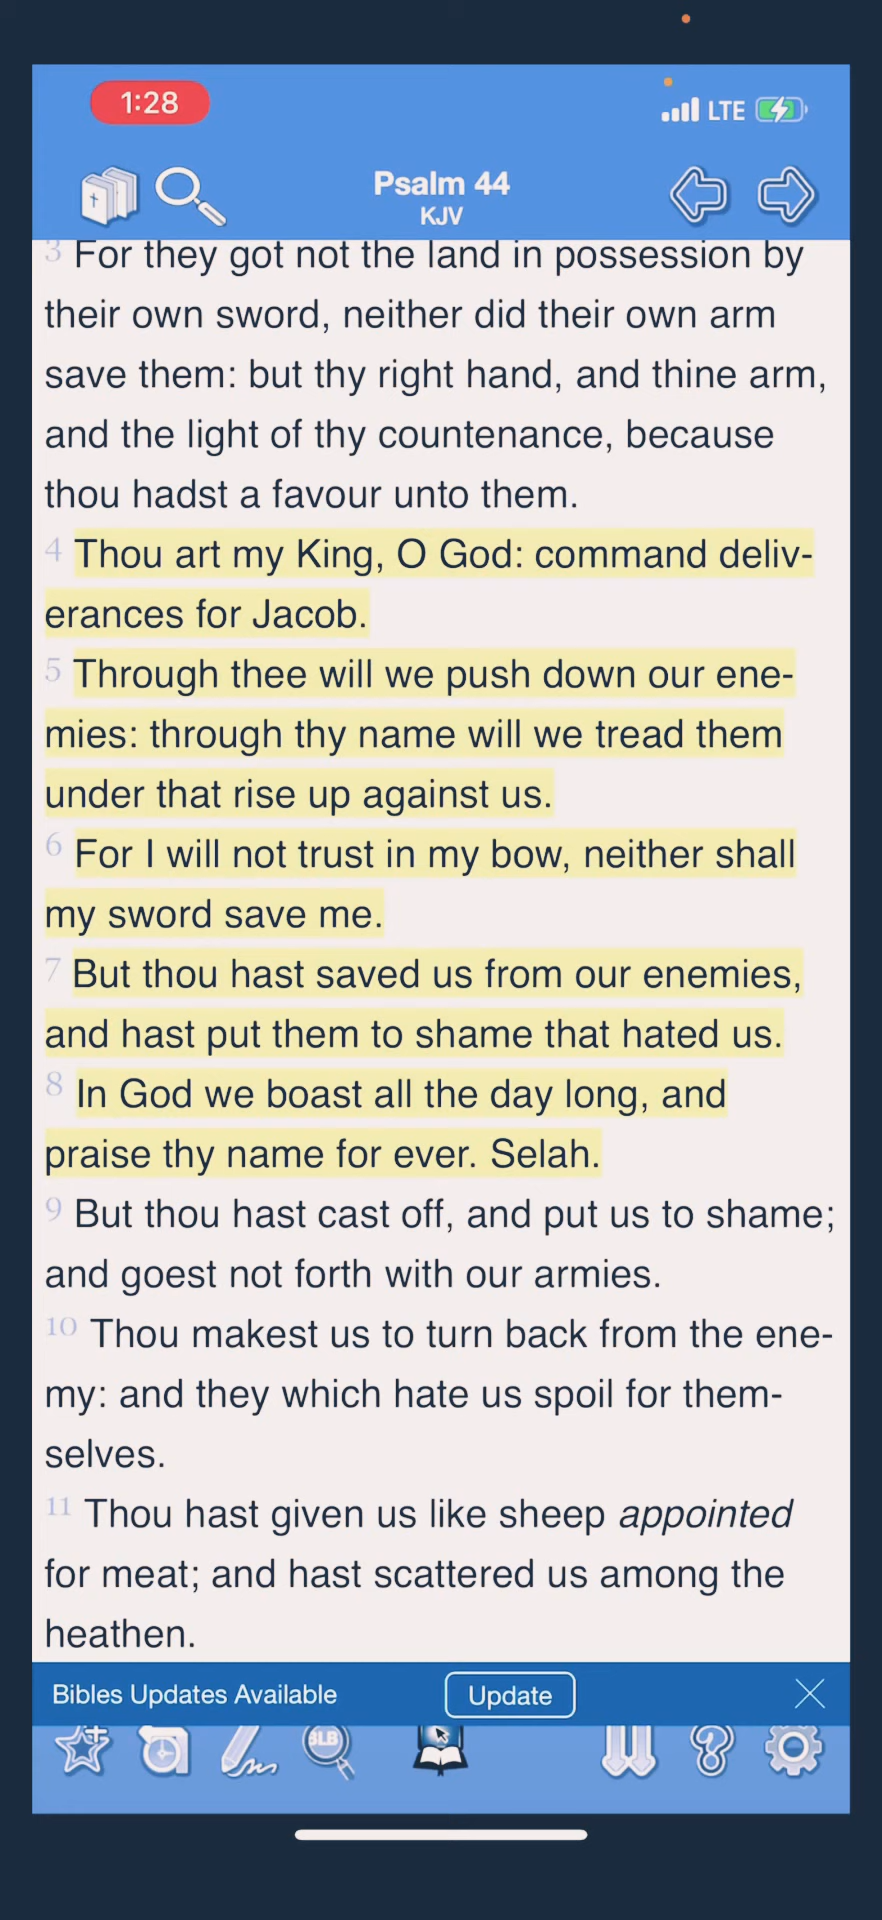 1:28
LTE
Psalm 44
KJV
3 For they got not the land in possession by
their own sword, neither did their own arm
save them: but thy right hand, and thine arm,
and the light of thy countenance, because
thou hadst a favour unto them.
4 Thou art my King, O God: command deliv-
erances for Jacob.
5 Through thee will we push down our ene-
mies: through thy name will we tread them
under that rise up against us.
6 For I will not trust in my bow, neither shall
my sword save me.
7 But thou hast saved us from our enemies,
and hast put them to shame that hated us.
8 In God we boast all the day long, and
praise thy name for ever. Selah.
9 But thou hast cast off, and put us to shame;
and goest not forth with our armies.
10 Thou makest us to turn back from the ene-
my: and they which hate us spoil for them-
selves.
11 Thou hast given us like sheep appointed
for meat; and hast scattered us among the
heathen.
Bibles Updates Available
Update
BLB